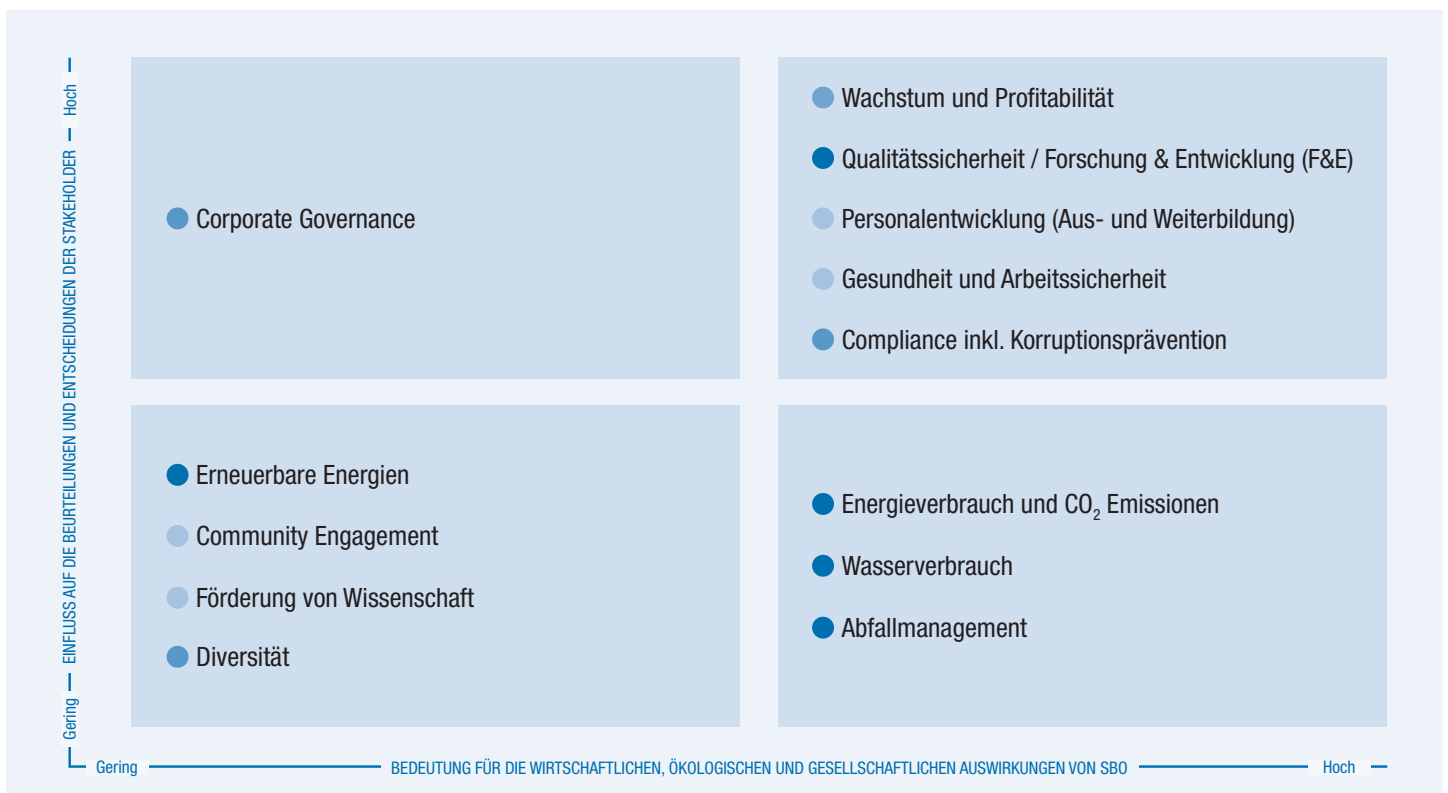 Hoch
EINFLUSS AUF DIE BEURTEILUNGEN UND ENTSCHEIDUNGEN DER STAKEHOLDER
Gering
Corporate Governance
Wachstum und Profitabilität
Qualitätssicherheit / Forschung & Entwicklung (F&E)
Personalentwicklung (Aus- und Weiterbildung)
Gesundheit und Arbeitssicherheit
Compliance inkl. Korruptionsprävention
Erneuerbare Energien
Community Engagement
Förderung von Wissenschaft
Diversität
Energieverbrauch und CO₂ Emissionen
Wasserverbrauch
Abfallmanagement
Gering
BEDEUTUNG FÜR DIE WIRTSCHAFTLICHEN, ÖKOLOGISCHEN UND GESELLSCHAFTLICHEN AUSWIRKUNGEN VON SBO
Hoch